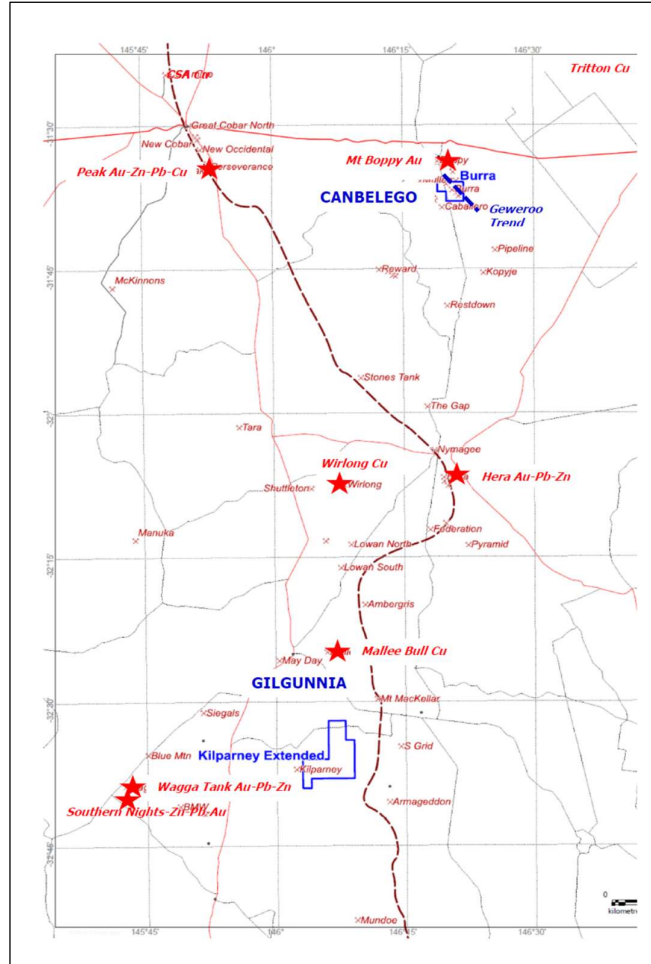 145°45'
146°
146°15'
146°30'
Tritton Cu
CSA Cu
-31°30'
Great Cobar North
New Cobar
New Occidental
Perseverance
Peak Au-Zn-Pb-Cu
Mt Boppy Au
Burra
Burra
CANBELEGO
Caballero
Geweroo
Trend
Pipeline
-31°45'
Reward
Kopyje
McKinnons
Restdown
Stones Tank
The Gap
Tara
Nymagee
Wirlong Cu
Hera Au-Pb-Zn
Shuttleton
Wirlong
Federation
Manuka
Lowan North
Pyramid
-32°15'
Lowan South
Ambergris
Mallee Bull Cu
May Day
GILGUNNIA
Mt MacKellar
-32°30'
Siegals
S Grid
Blue Mtn
Kilparney Extended
Kilparney
Wagga Tank Au-Pb-Zn
Armageddon
Southern Nights-Zn-Pb-Au
BMW
-32°45'
Mundoe
0
145°45'
146°
146°15'
146°30'